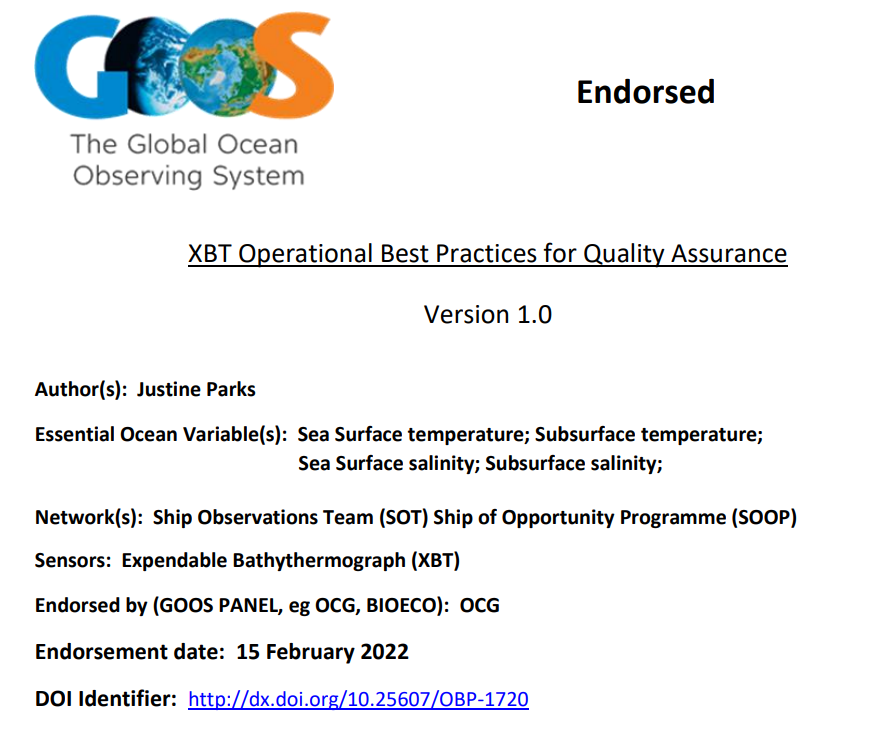 GOOS
The Global Ocean
Observing System
Endorsed
XBT Operational Best Practices for Quality Assurance
Version 1.0
Author(s): Justine Parks
Essential Ocean Variable(s): Sea Surface temperature; Subsurface temperature;
Sea Surface salinity; Subsurface salinity;
Network(s): Ship Observations Team (SOT) Ship of Opportunity Programme (SOOP)
Sensors: Expendable Bathythermograph (XBT)
Endorsed by (GOOS PANEL, eg OCG, BIOECO): OCG
Endorsement date: 15 February 2022
DOI Identifier: http://dx.doi.org/10.25607/OBP-1720